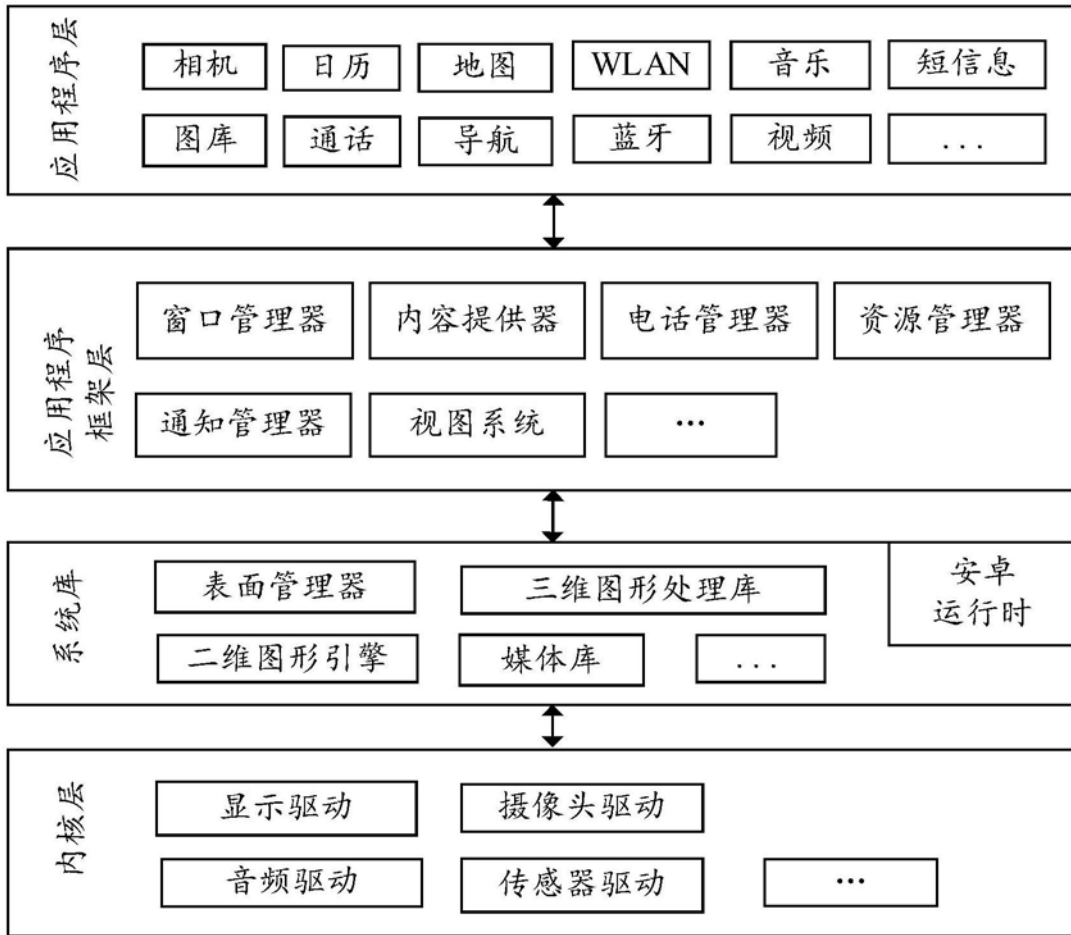 应用程序层
相机 日历 地图 WLAN 音乐 短信息
图库 通话 导航 蓝牙 视频 ...
应用程序
框架层
窗口管理器 内容提供器 电话管理器 资源管理器
通知管理器 视图系统 ...
系统库
表面管理器 三维图形处理库 安卓
运行时
二维图形引擎 媒体库 ...
内核层
显示驱动 摄像头驱动
音频驱动 传感器驱动 ...